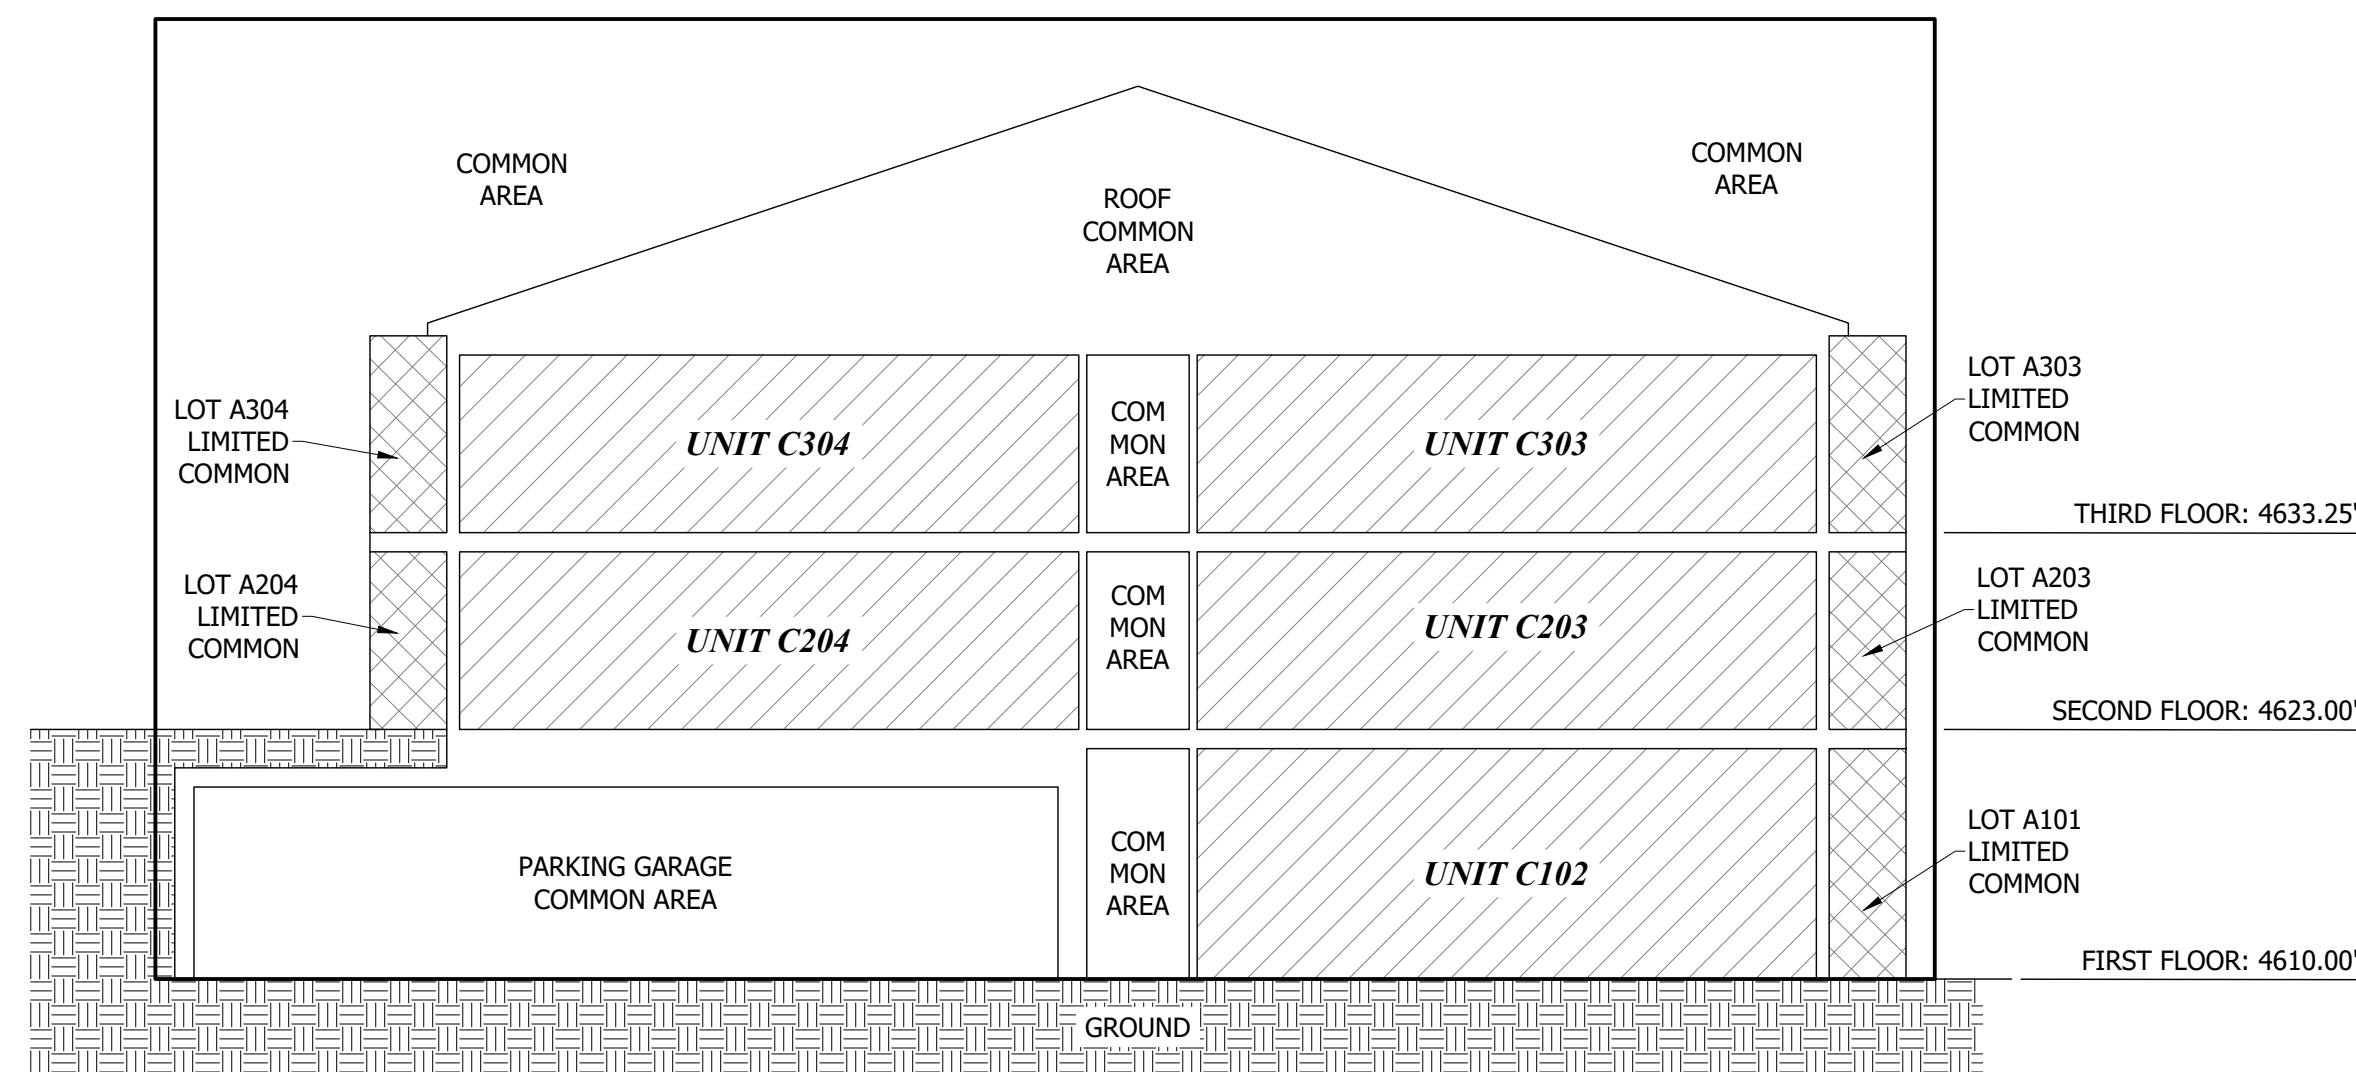 COMMON
AREA
COMMON
AREA
ROOF
COMMON
AREA
LOT A304
LIMITED
COMMON
UNIT C304
COM
MON
AREA
UNIT C303
LOT A303
LIMITED
COMMON
THIRD FLOOR: 4633.25'
LOT A204
LIMITED
COMMON
UNIT C204
COM
MON
AREA
UNIT C203
LOT A203
LIMITED
COMMON
SECOND FLOOR: 4623.00'
PARKING GARAGE
COMMON AREA
COM
MON
AREA
UNIT C102
LOT A101
LIMITED
COMMON
FIRST FLOOR: 4610.00'
GROUND